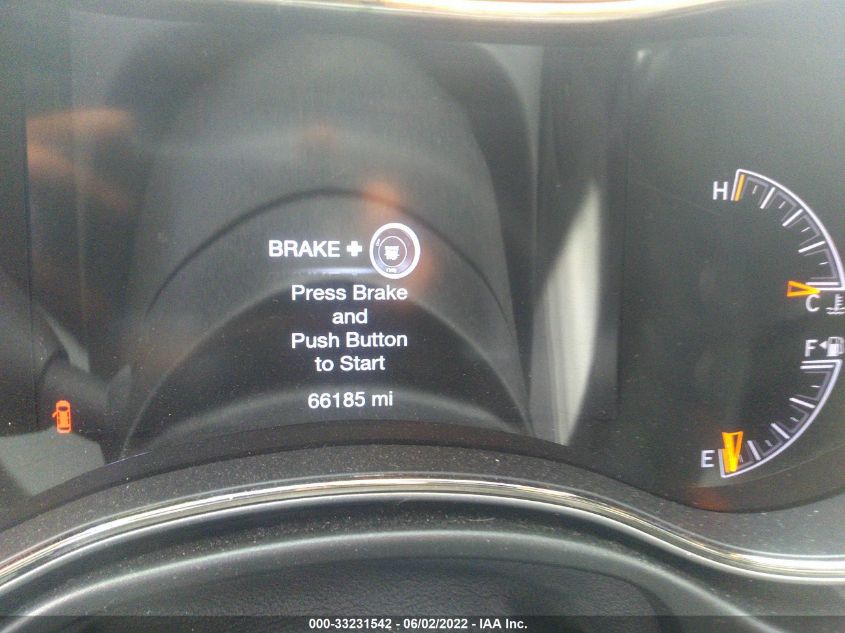 BRAKE +
Press Brake
and
Push Button
to Start
66185 mi
H
C
F
E
000-33231542 - 06/02/2022 - IAA Inc.